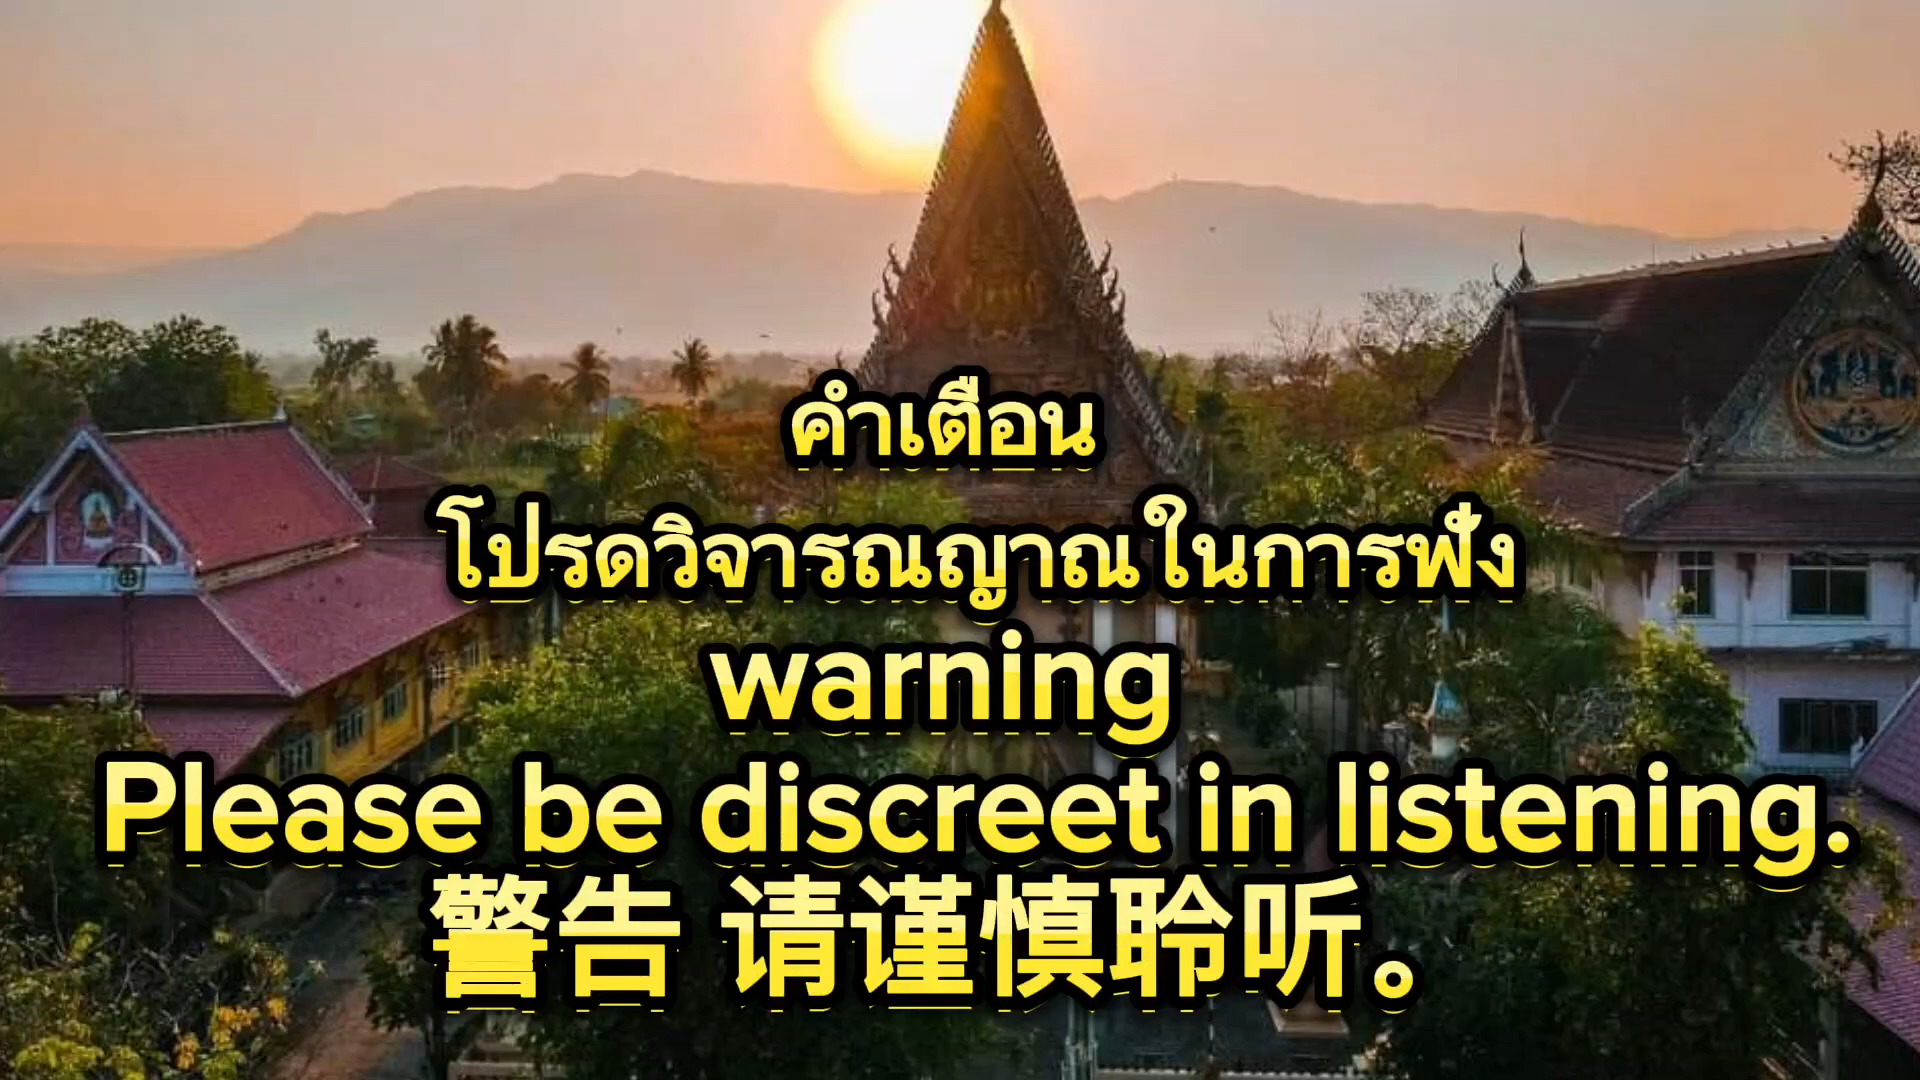 คำเตือน
โปรดวิจารณญาณในการฟัง
warning
Please be discreet in listening.
警告 请谨慎聆听。